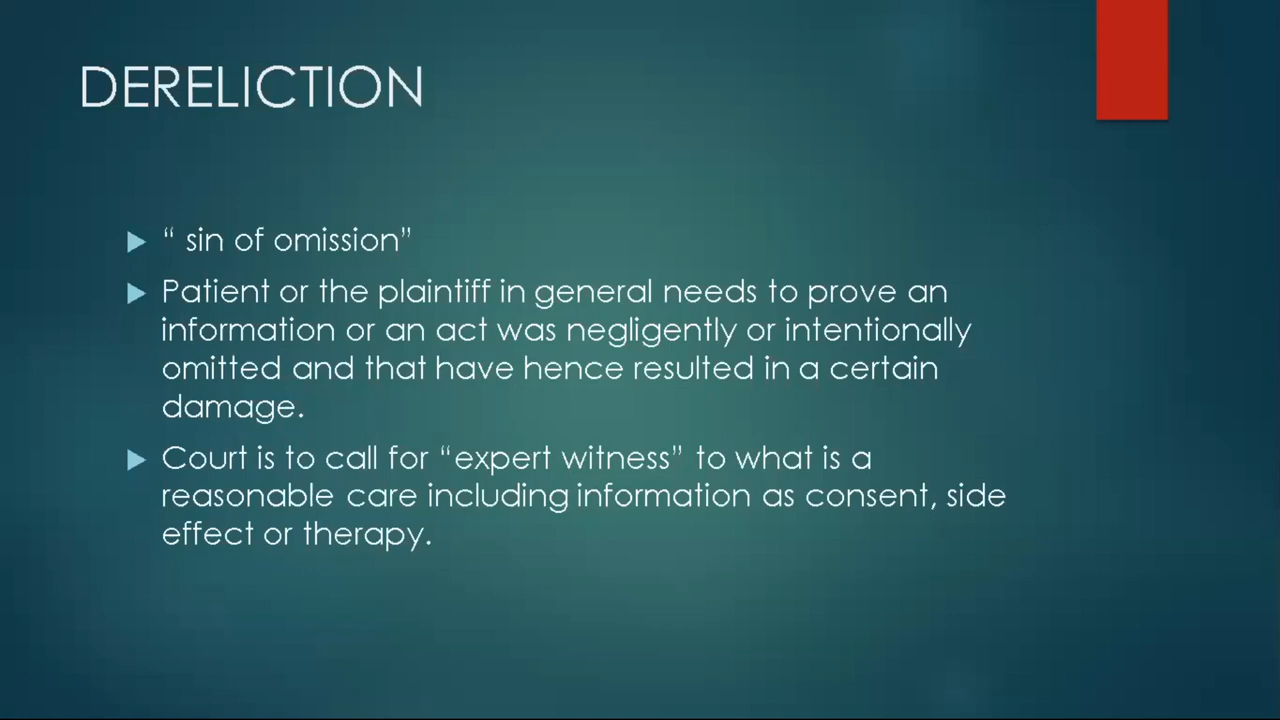 DERELICTION
“ sin of omission”
Patient or the plaintiff in general needs to prove an
information or an act was negligently or intentionally
omitted and that have hence resulted in a certain
damage.
Court is to call for “expert witness” to what is a
reasonable care including information as consent, side
effect or therapy.